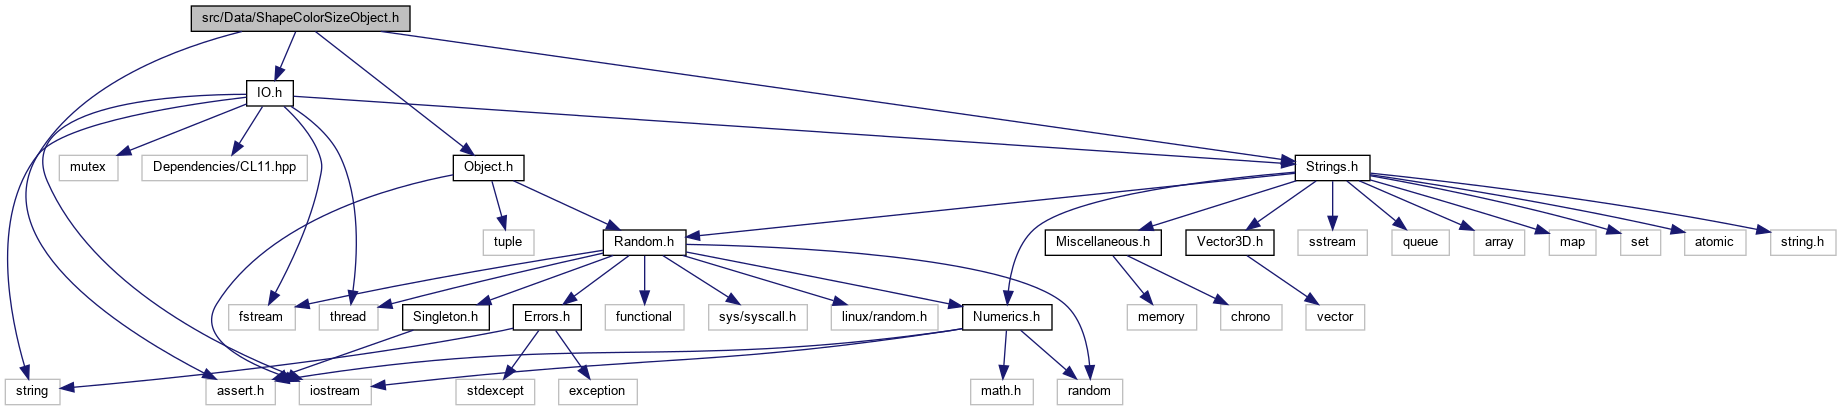 src/Data/ShapeColorSizeObject.h
IO.h
mutex
Dependencies/CL11.hpp
Object.h
Strings.h
tuple
Random.h
Miscellaneous.h
Vector3D.h
sstream
queue
array
map
set
atomic
string.h
fstream
thread
Singleton.h
Errors.h
functional
sys/syscall.h
linux/random.h
Numerics.h
memory
chrono
vector
string
assert.h
iostream
stdexcept
exception
math.h
random